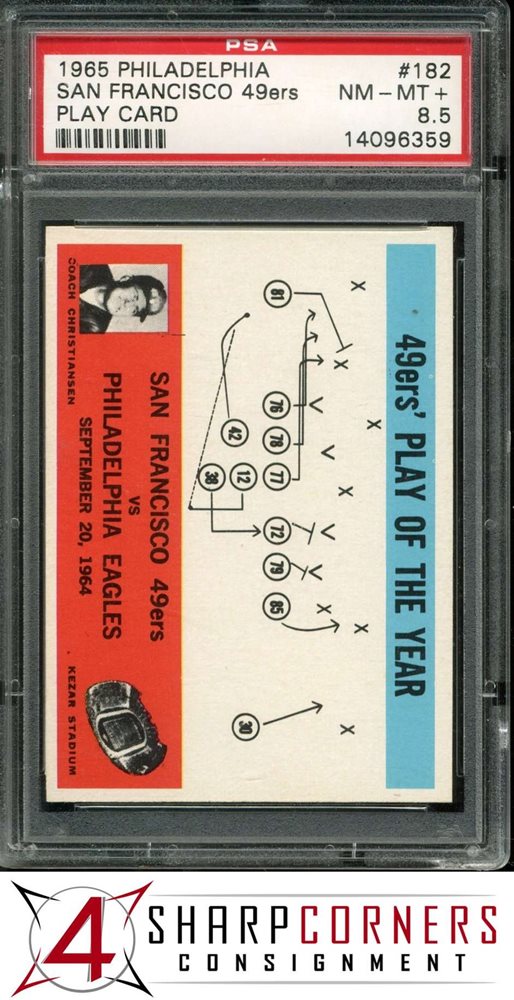 PSA
1965 PHILADELPHIA #182
SAN FRANCISCO 49ers NM - MT +
PLAY CARD 8.5
14096359
49ers' PLAY OF THE YEAR
X X X X X X X X
81 76 78 77 72 79 85 30
42 12 38
SAN FRANCISCO 49ers
VS
PHILADELPHIA EAGLES
SEPTEMBER 20, 1964
COACH CHRISTIANSEN
KEZAR STADIUM
4 SHARPCORNERS
CONSIGNMENT